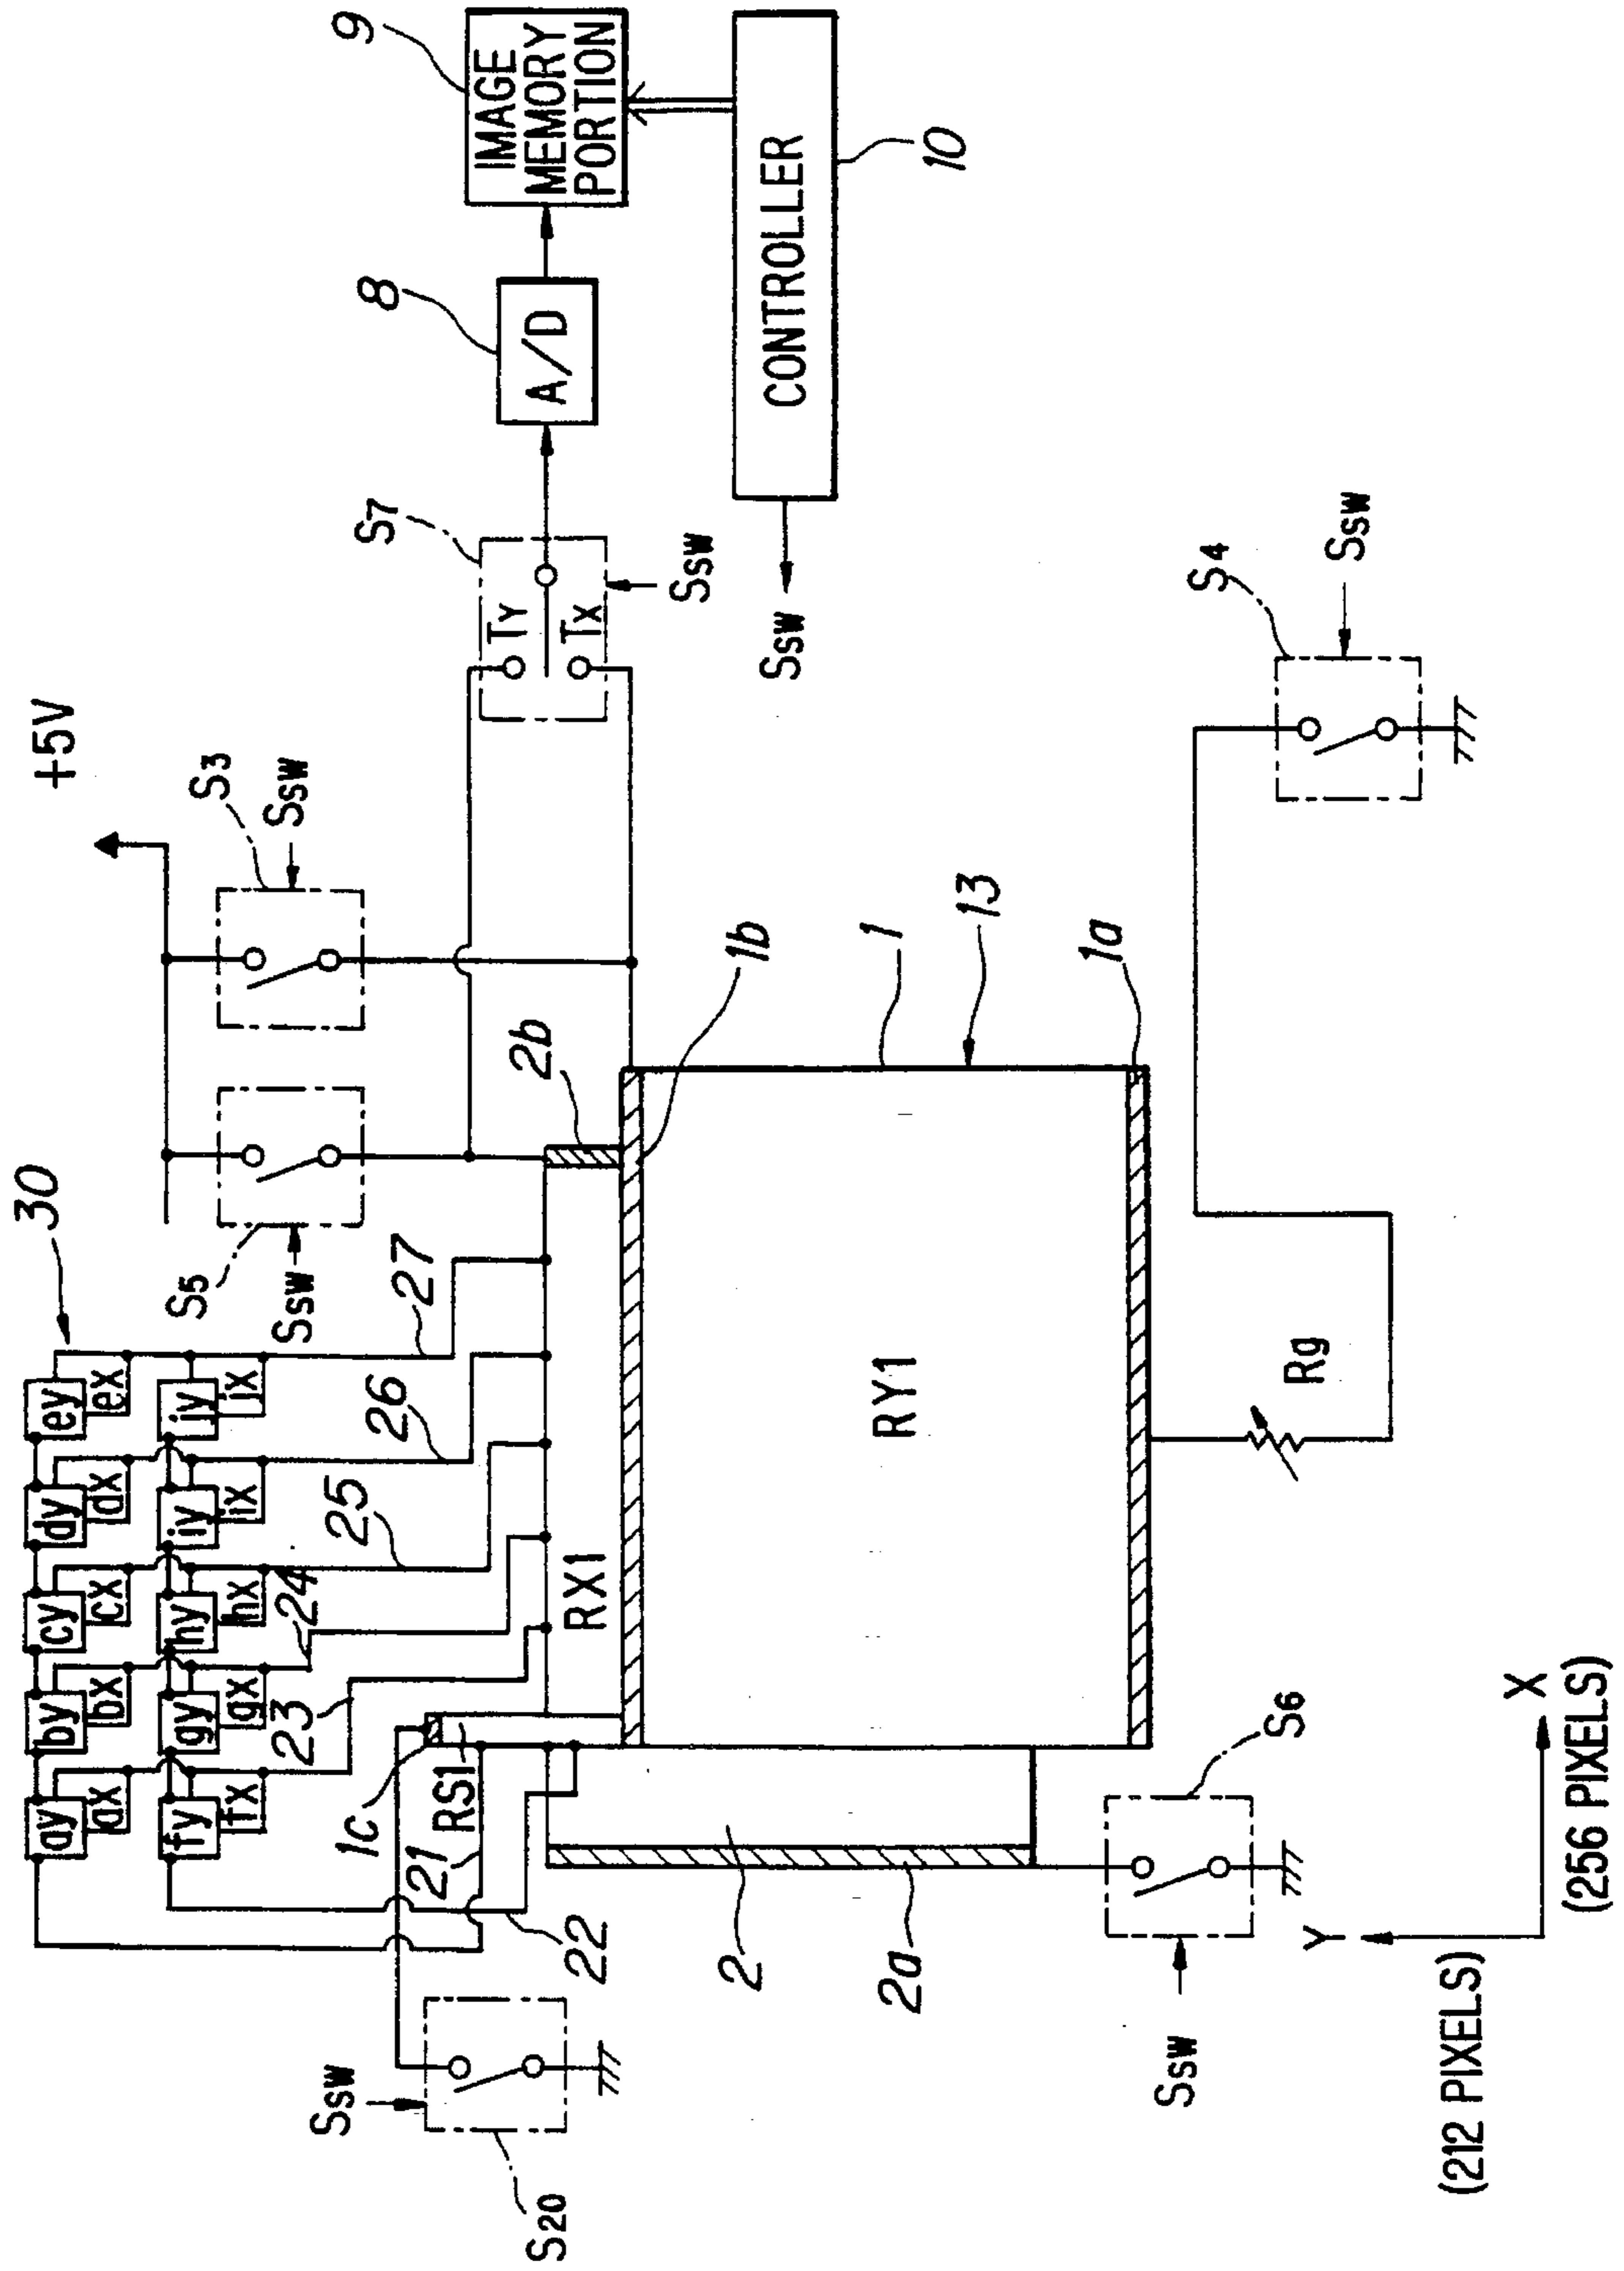 30
+5V
ay
by
cy
dy
ey
ax
bx
cx
dx
ex
fy
gy
hy
iy
jy
fx
gx
hx
ix
jx
S5
S3
SSW
SSW
SSW
23
24
25
26
27
1c
21
RS1
S7
8
9
S20
22
RX1
2b
TY
TX
A/D
IMAGE
MEMORY
PORTION
SSW
2
1b
SSW
CONTROLLER
2a
RY1
1
13
10
1a
SSW
S6
Rg
S4
SSW
Y
(212 PIXELS)
X
(256 PIXELS)